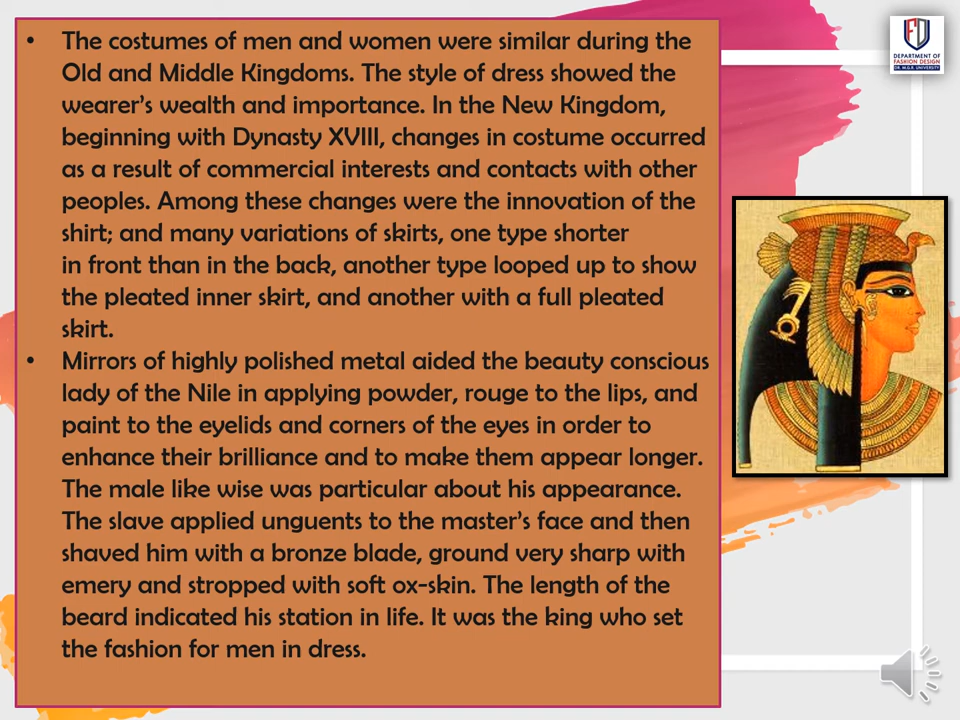 • The costumes of men and women were similar during the
Old and Middle Kingdoms. The style of dress showed the
wearer's wealth and importance. In the New Kingdom,
beginning with Dynasty XVIII, changes in costume occurred
as a result of commercial interests and contacts with other
peoples. Among these changes were the innovation of the
shirt; and many variations of skirts, one type shorter
in front than in the back, another type looped up to show
the pleated inner skirt, and another with a full pleated
skirt.
• Mirrors of highly polished metal aided the beauty conscious
lady of the Nile in applying powder, rouge to the lips, and
paint to the eyelids and corners of the eyes in order to
enhance their brilliance and to make them appear longer.
The male like wise was particular about his appearance.
The slave applied unguents to the master's face and then
shaved him with a bronze blade, ground very sharp with
emery and stropped with soft ox-skin. The length of the
beard indicated his station in life. It was the king who set
the fashion for men in dress.
DEPARTMENT OF
FASHION DESIGN
DR. M.G.R. UNIVERSITY